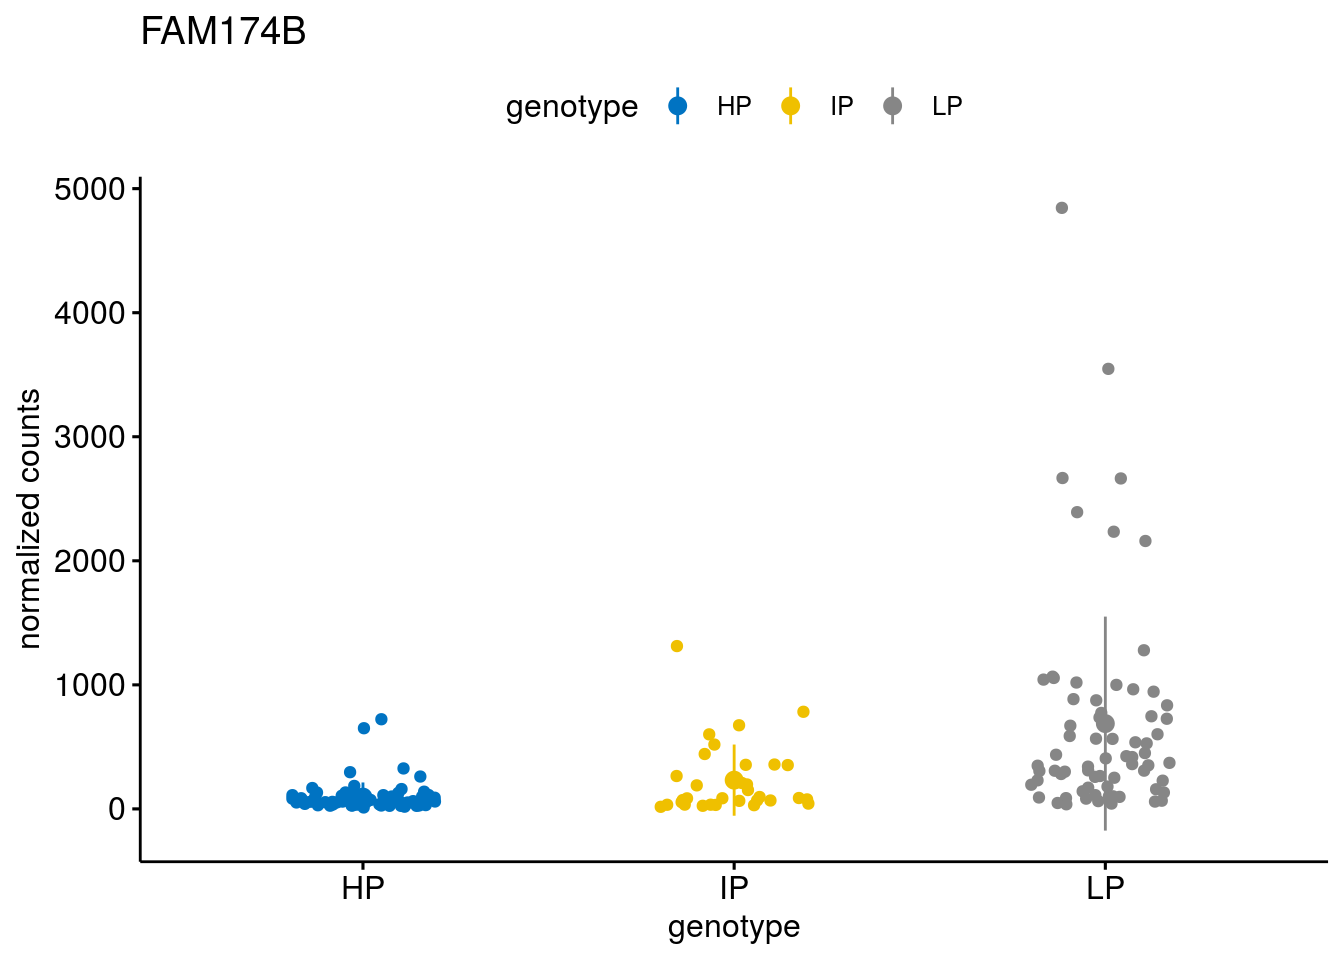 FAM174B
genotype HP IP LP
5000
4000
3000
2000
1000
0
normalized counts
HP IP LP
genotype